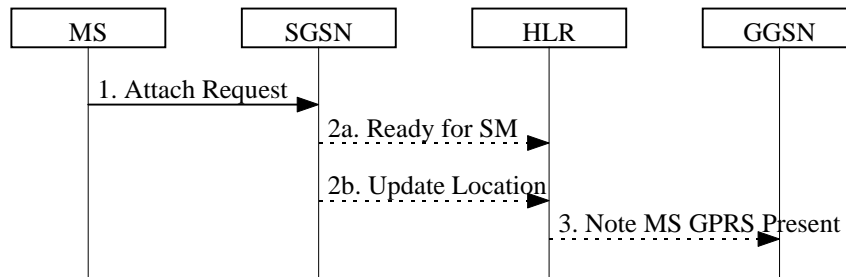 MS
SGSN
HLR
GGSN
1. Attach Request
2a. Ready for SM
2b. Update Location
3. Note MS GPRS Present